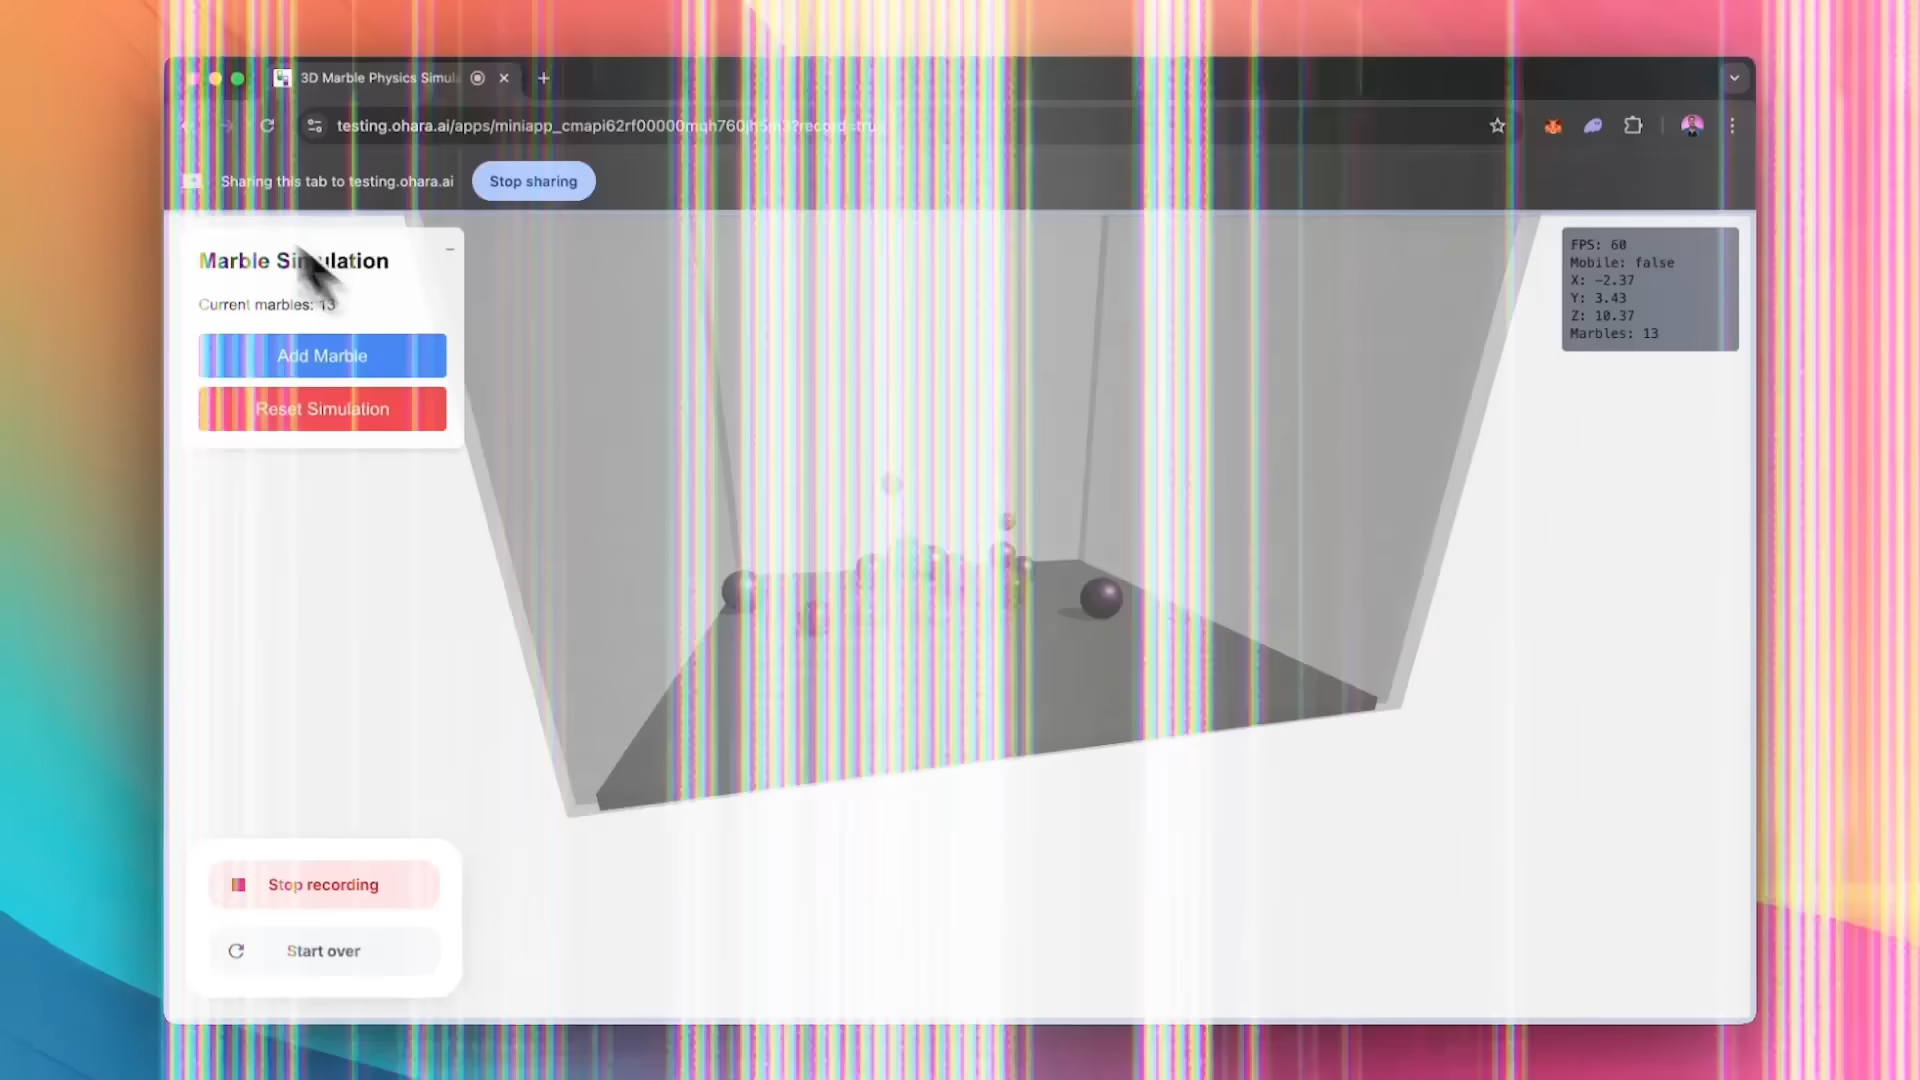 3D Marble Physics Simul
testing.ohara.ai/apps/miniapp_cmapi62rf00000mqh760
Sharing this tab to testing.ohara.ai
Stop sharing
Marble Simulation
Current marbles: 13
Add Marble
Reset Simulation
FPS: 60
Mobile: false
X: -2.37
Y: 3.43
Z: 10.37
Marbles: 13
Stop recording
Start over